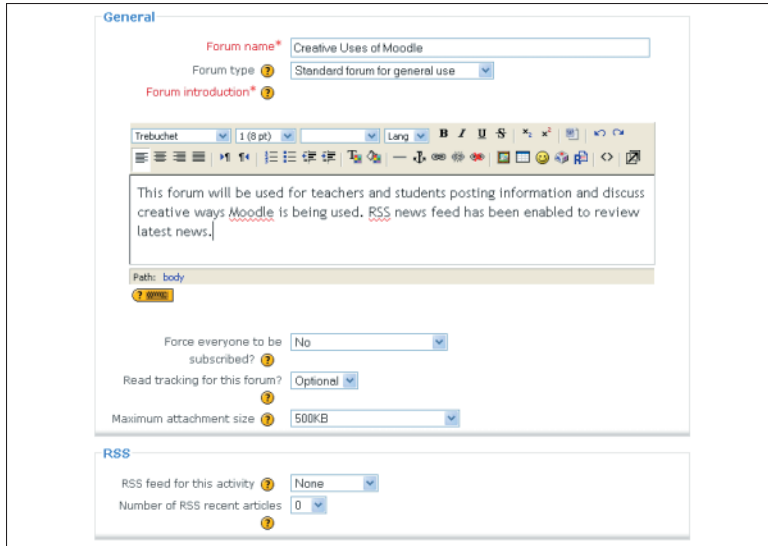 General
Forum name*
Creative Uses of Moodle
Forum type
Standard forum for general use
Forum introduction*
Trebuchet 1 (8 pt) Lang B I U S x₂ x²
This forum will be used for teachers and students posting information and discuss
creative ways Moodle is being used. RSS news feed has been enabled to review
latest news.
Path: body
Force everyone to be
subscribed?
No
Read tracking for this forum?
Optional
Maximum attachment size
500KB
RSS
RSS feed for this activity
None
Number of RSS recent articles
0